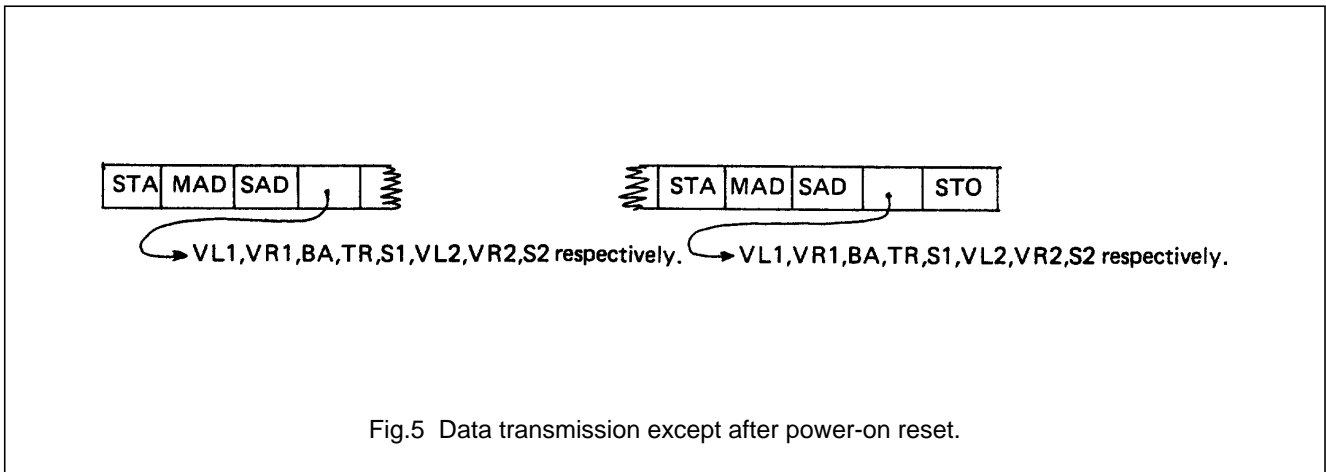 STA MAD SAD STA MAD SAD STO
VL1,VR1,BA,TR,S1,VL2,VR2,S2 respectively. VL1,VR1,BA,TR,S1,VL2,VR2,S2 respectively.
Fig.5 Data transmission except after power-on reset.